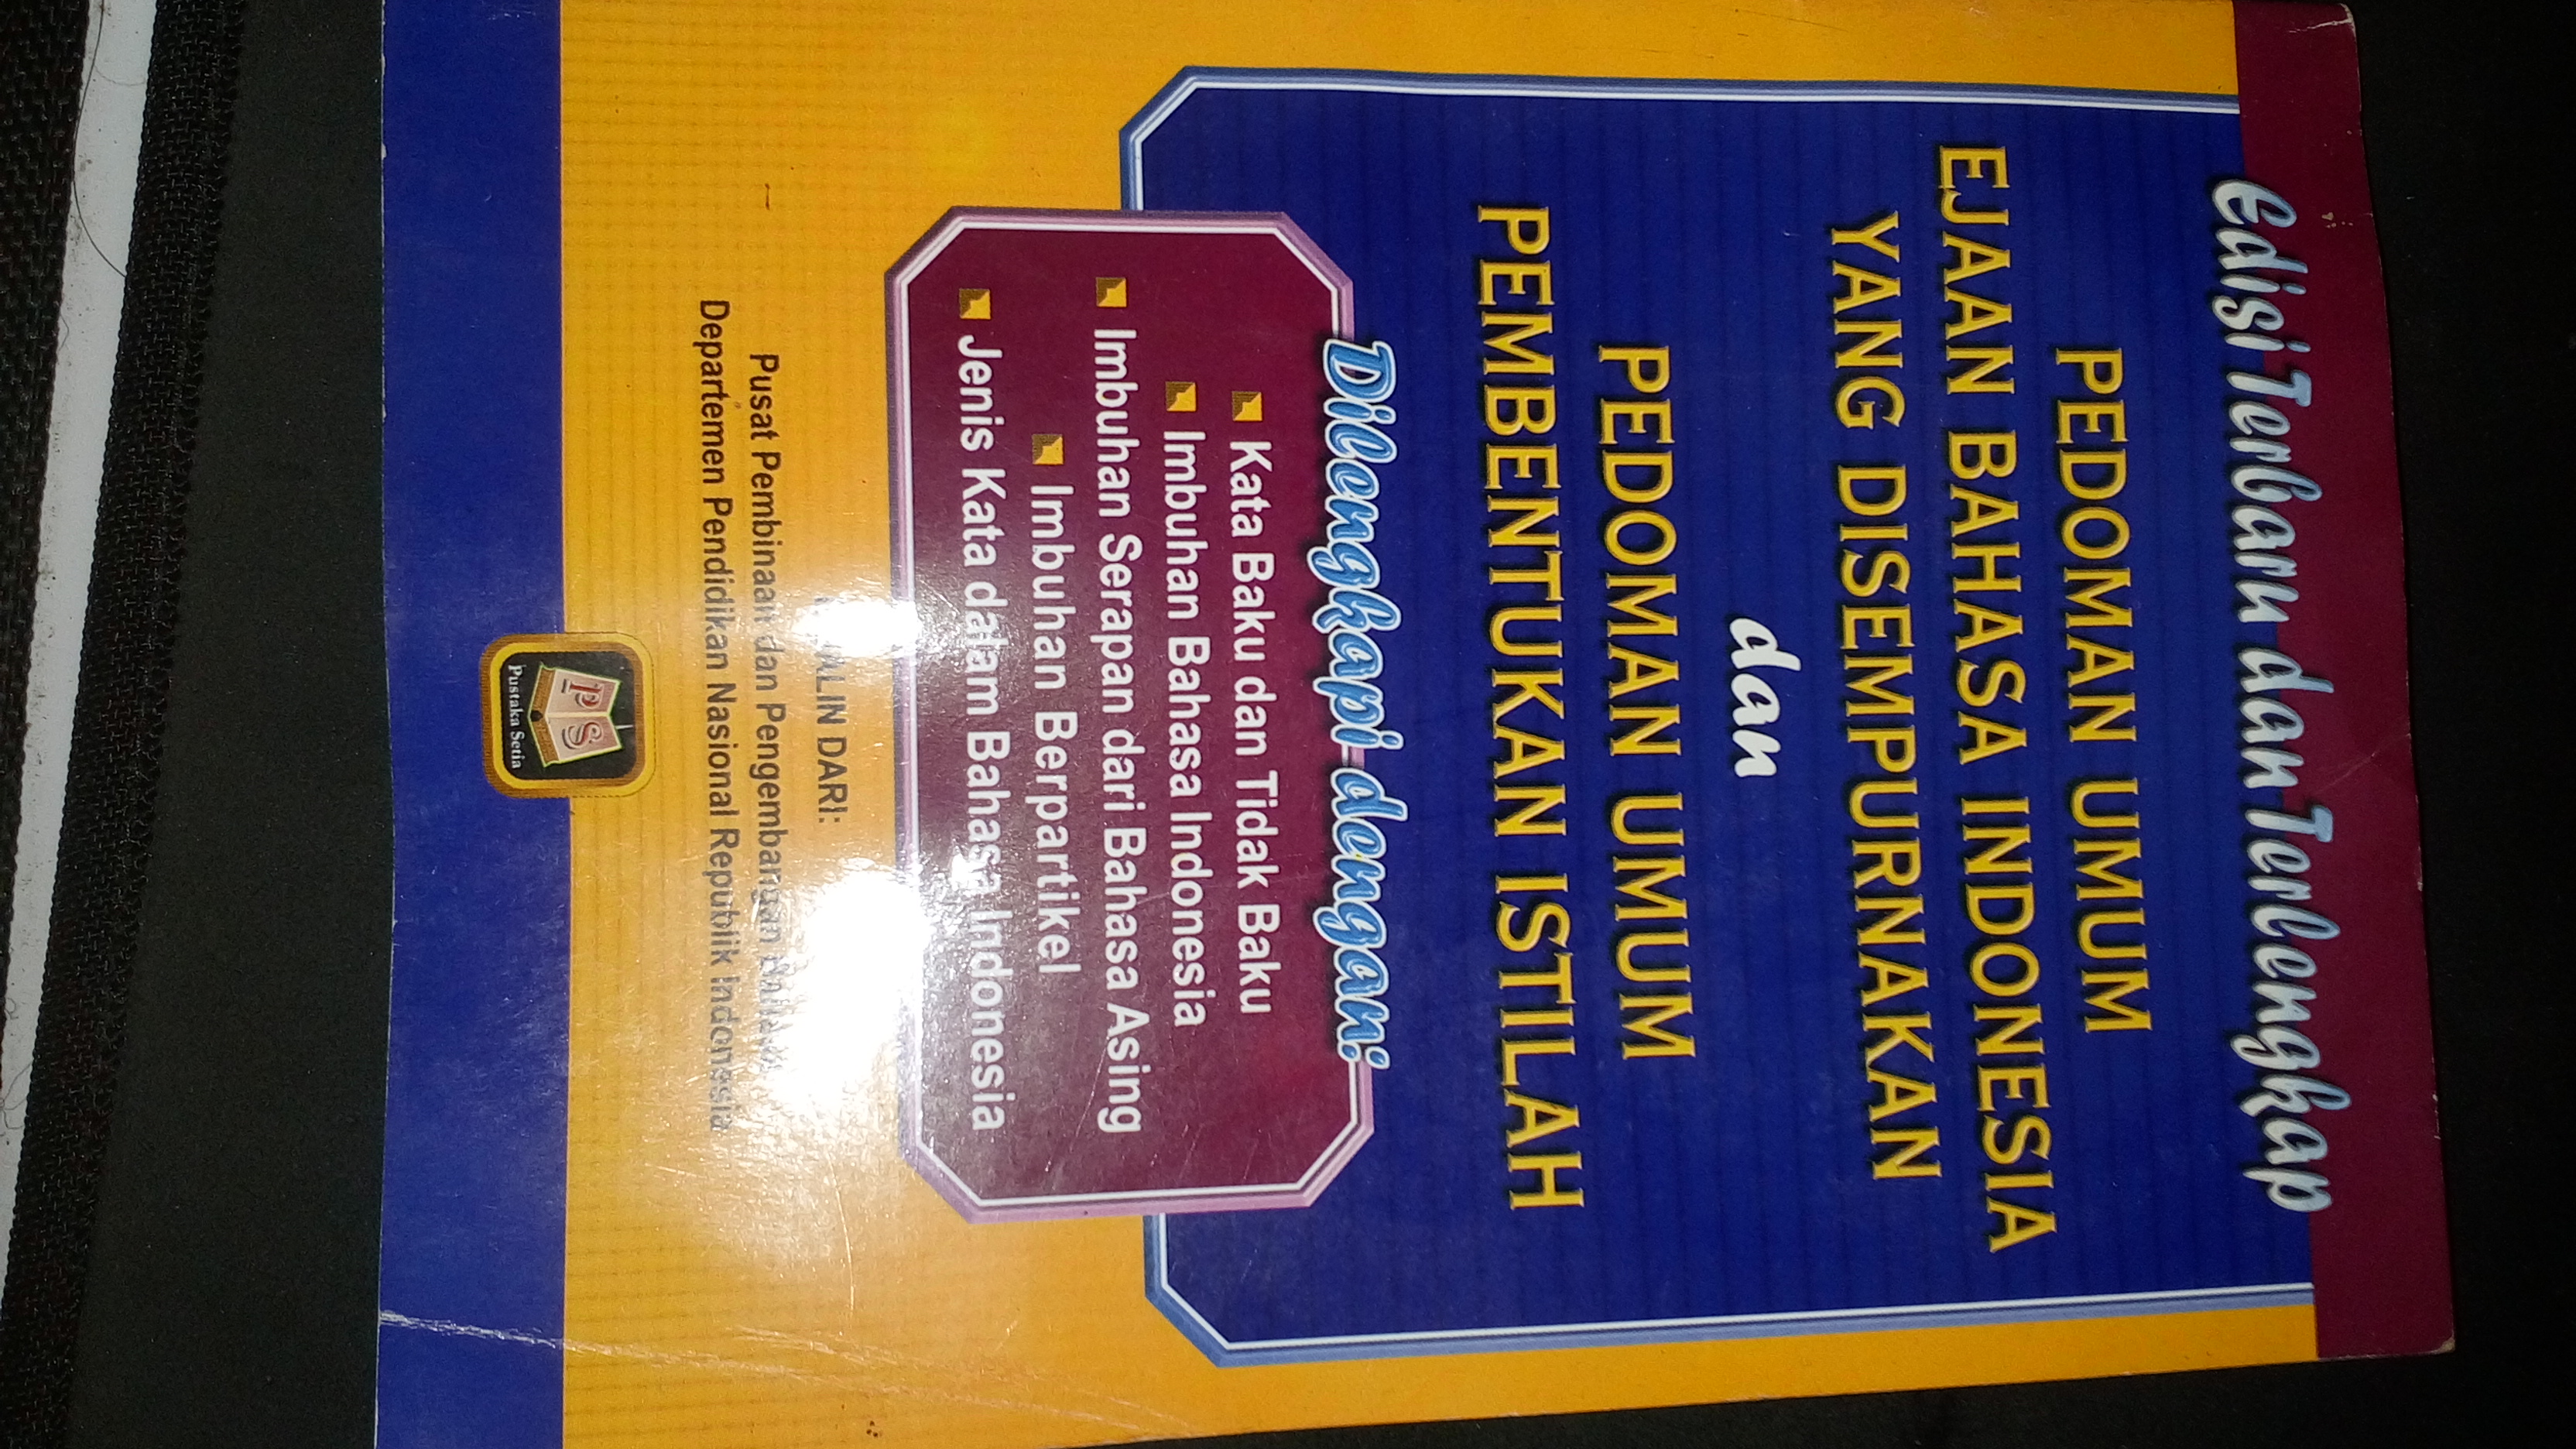 Edisi Terbaru dan Terlengkap
PEDOMAN UMUM
EJAAN BAHASA INDONESIA
YANG DISEMPURNAKAN
dan
PEDOMAN UMUM
PEMBENTUKAN ISTILAH
Dilengkapi dengan:
Kata Baku dan Tidak Baku
Imbuhan Bahasa Indonesia
Imbuhan Serapan dari Bahasa Asing
Imbuhan Berpartikel
Jenis Kata dalam Bahasa Indonesia
DARI:
Pusat Pembinaan dan Pengembangan Bahasa
Departemen Pendidikan Nasional Republik Indonesia
P S
Pustaka Setia